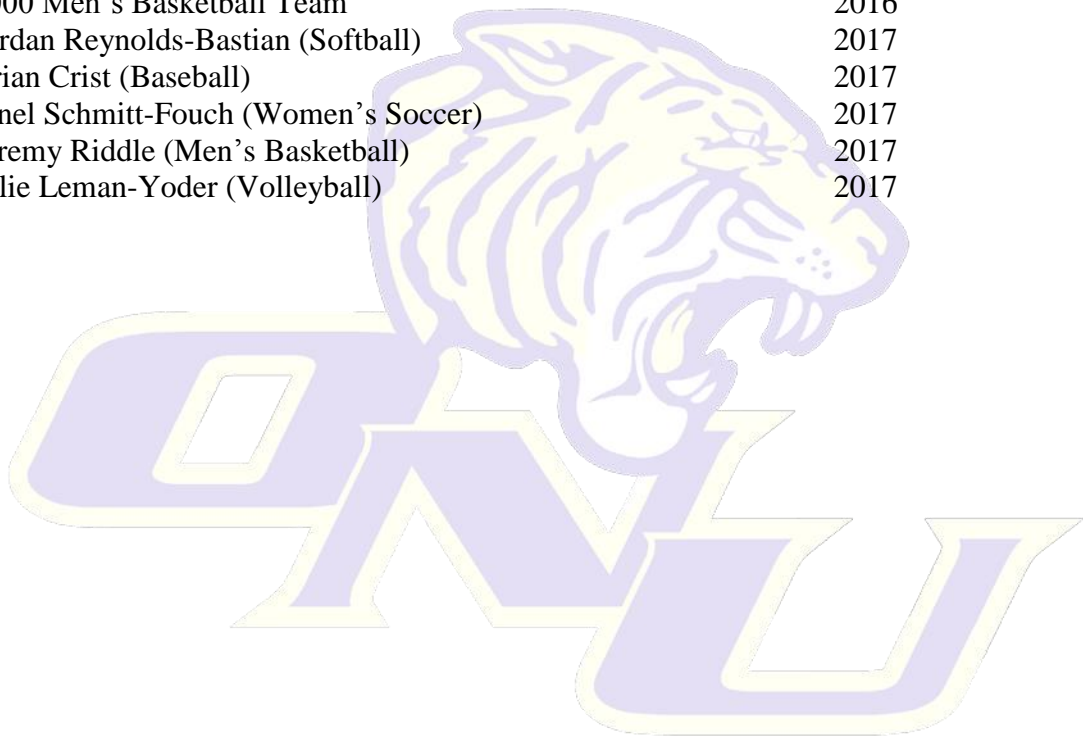 000 Men's Basketball Team 2016
rdan Reynolds-Bastian (Softball) 2017
rian Crist (Baseball) 2017
nel Schmitt-Fouch (Women's Soccer) 2017
remy Riddle (Men's Basketball) 2017
lie Leman-Yoder (Volleyball) 2017
ONU